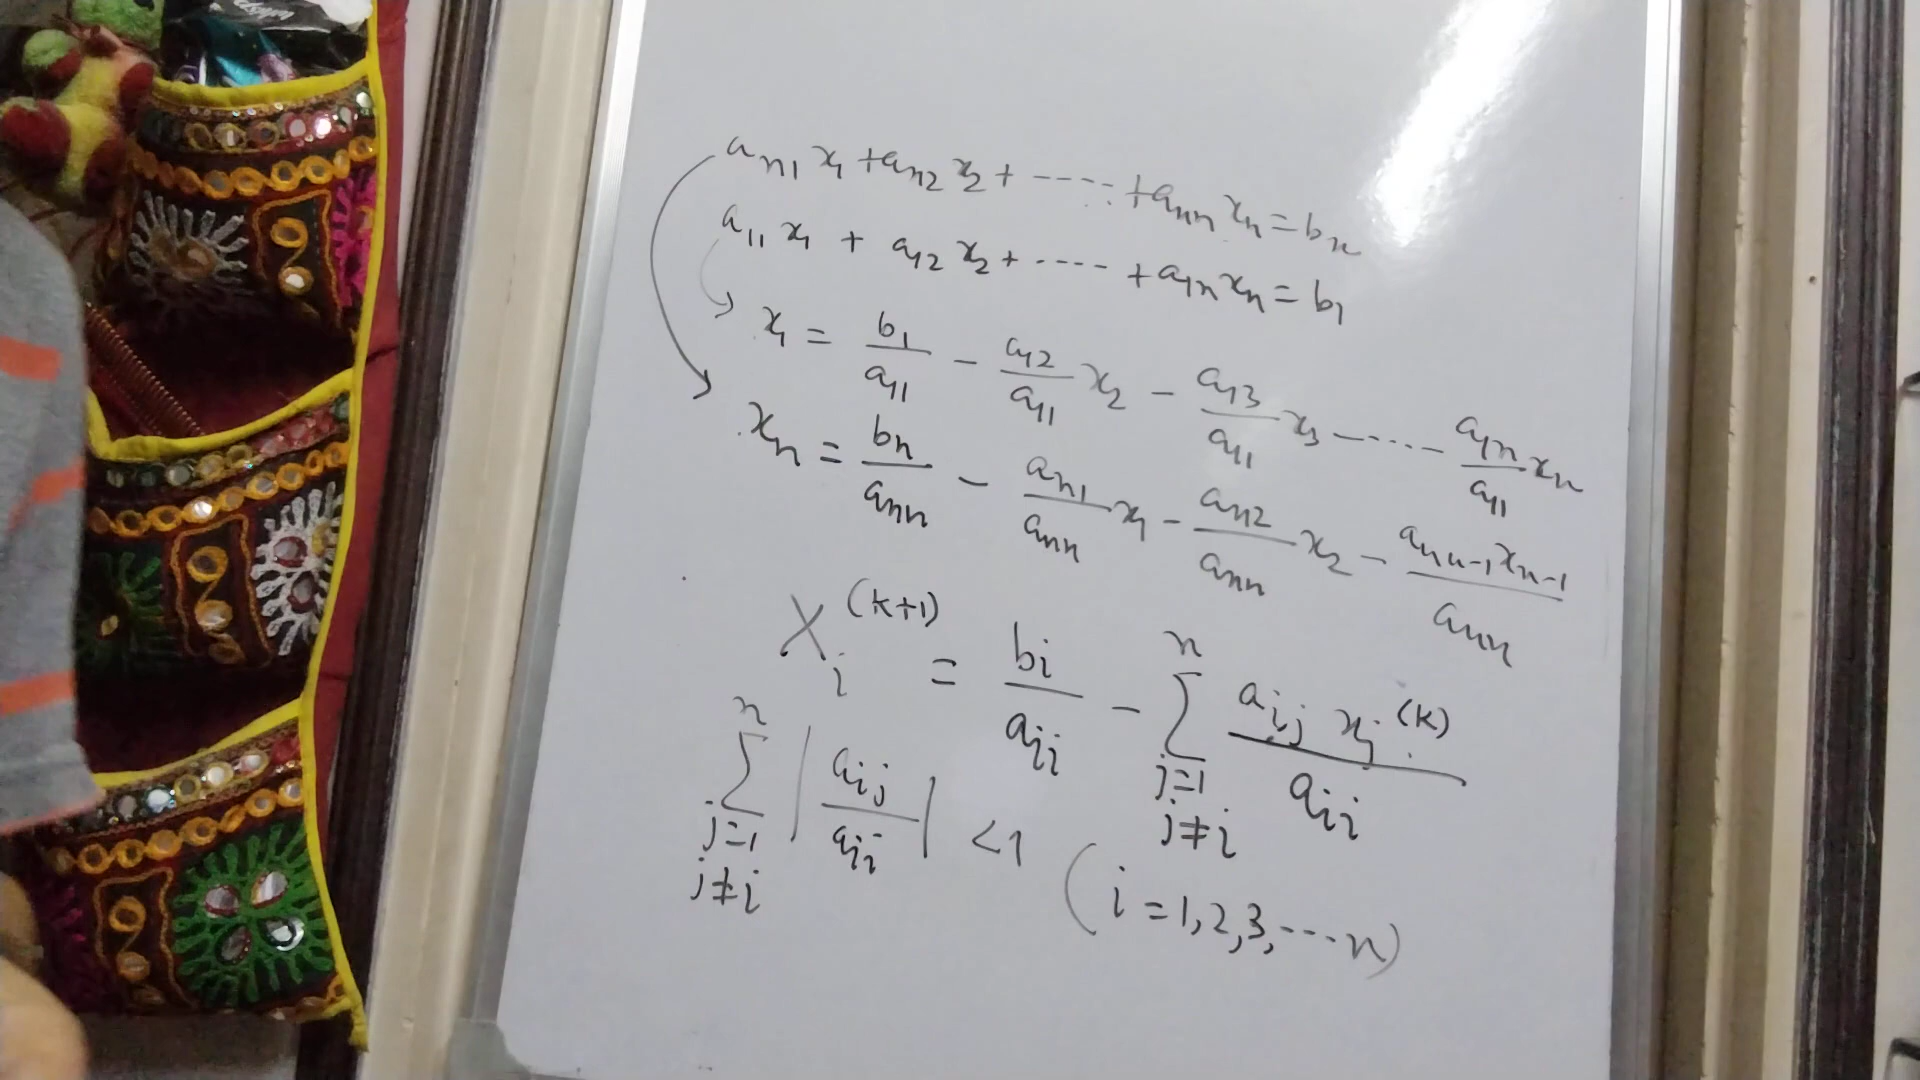 aₙ₁ x₁ + aₙ₂ x₂ + ---- + aₙₙ xₙ = bₙ
a₁₁ x₁ + a₁₂ x₂ + ---- + a₁ₙ xₙ = b₁
x₁ = b₁/a₁₁ - a₁₂/a₁₁ x₂ - a₁₃/a₁₁ x₃ - ---- - a₁ₙ/a₁₁ xₙ
xₙ = bₙ/aₙₙ - aₙ₁/aₙₙ x₁ - aₙ₂/aₙₙ x₂ - aₙₙ₋₁ xₙ₋₁/aₙₙ
Xᵢ^(k+1) = bᵢ/aᵢᵢ - Σ_{j=1, j≠i}^{n} aᵢⱼ xⱼ^(k)/aᵢᵢ
Σ_{j=1, j≠i}^{n} |aᵢⱼ/aᵢᵢ| < 1 (i = 1, 2, 3, --- n)